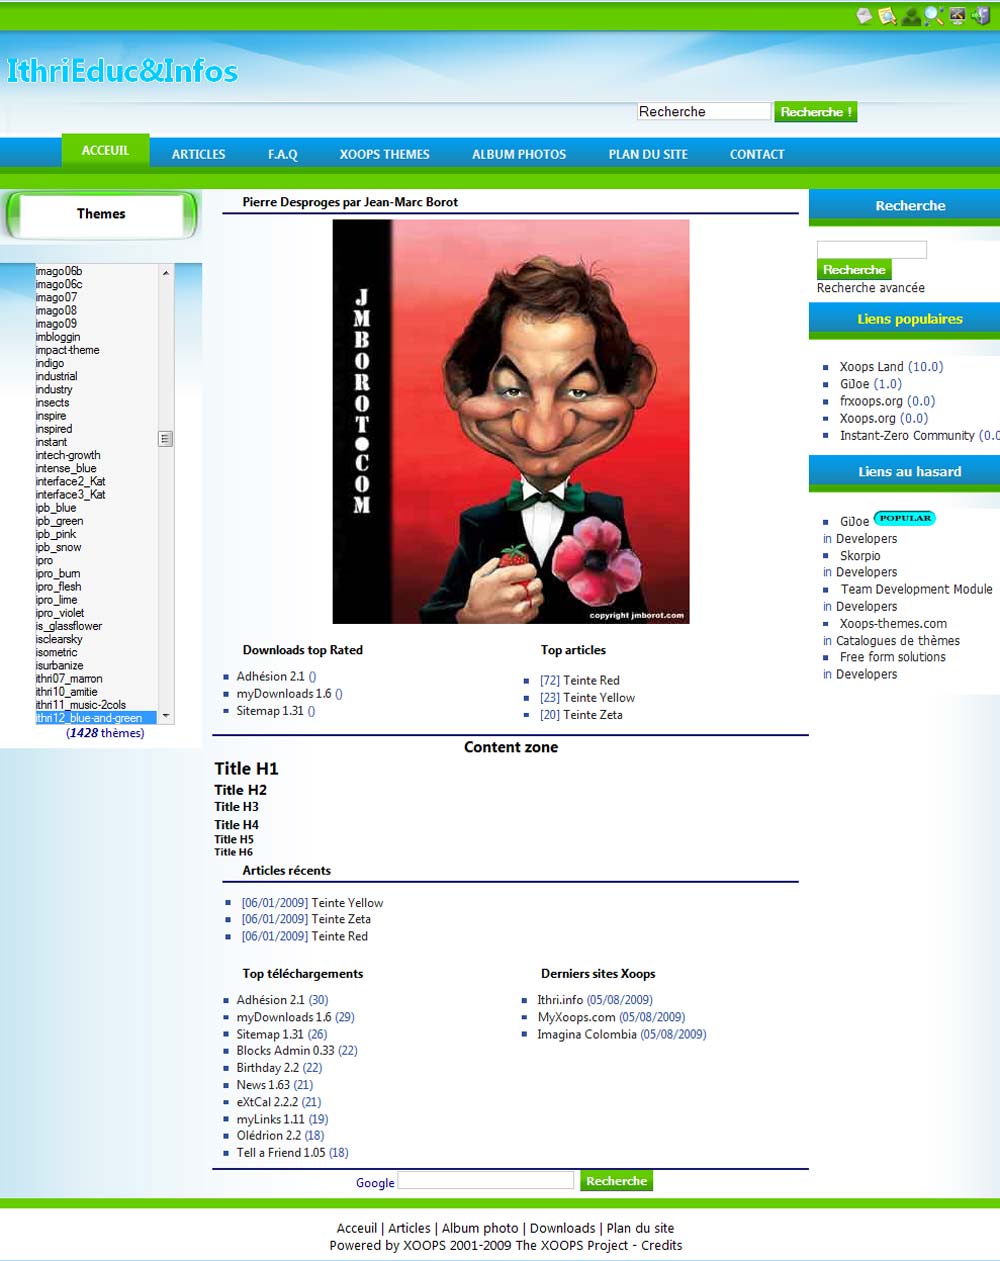 IthriEduc&Infos
Recherche
Recherche !
ACCEUIL
ARTICLES
F.A.Q
XOOPS THEMES
ALBUM PHOTOS
PLAN DU SITE
CONTACT
Themes
imago06b
imago06c
imago07
imago08
imago09
imbloggin
impact-theme
indigo
industrial
industry
insects
inspire
inspired
instant
intech-growth
intense_blue
interface2_Kat
interface3_Kat
ipb_blue
ipb_green
ipb_pink
ipb_snow
ipro
ipro_burn
ipro_flesh
ipro_lime
ipro_violet
is_glassflower
isclearsky
isometric
isurbanize
ithri07_marron
ithri10_amitie
ithri11_music-2cols
ithri12_blue-and-green
(1428 thèmes)
Pierre Desproges par Jean-Marc Borot
JMBOROT●COM
copyright jmborot.com
Downloads top Rated
Adhésion 2.1 ()
myDownloads 1.6 ()
Sitemap 1.31 ()
Top articles
[72] Teinte Red
[23] Teinte Yellow
[20] Teinte Zeta
Content zone
Title H1
Title H2
Title H3
Title H4
Title H5
Title H6
Articles récents
[06/01/2009] Teinte Yellow
[06/01/2009] Teinte Zeta
[06/01/2009] Teinte Red
Top téléchargements
Adhésion 2.1 (30)
myDownloads 1.6 (29)
Sitemap 1.31 (26)
Blocks Admin 0.33 (22)
Birthday 2.2 (22)
News 1.63 (21)
eXtCal 2.2.2 (21)
myLinks 1.11 (19)
Olédrion 2.2 (18)
Tell a Friend 1.05 (18)
Derniers sites Xoops
Ithri.info (05/08/2009)
MyXoops.com (05/08/2009)
Imagina Colombia (05/08/2009)
Google
Recherche
Recherche
Recherche
Recherche avancée
Liens populaires
Xoops Land (10.0)
GiJoe (1.0)
frxoops.org (0.0)
Xoops.org (0.0)
Instant-Zero Community (0.0
Liens au hasard
GiJoe POPULAR
in Developers
Skorpio
in Developers
Team Development Module
in Developers
Xoops-themes.com
in Catalogues de thèmes
Free form solutions
in Developers
Acceuil | Articles | Album photo | Downloads | Plan du site
Powered by XOOPS 2001-2009 The XOOPS Project - Credits